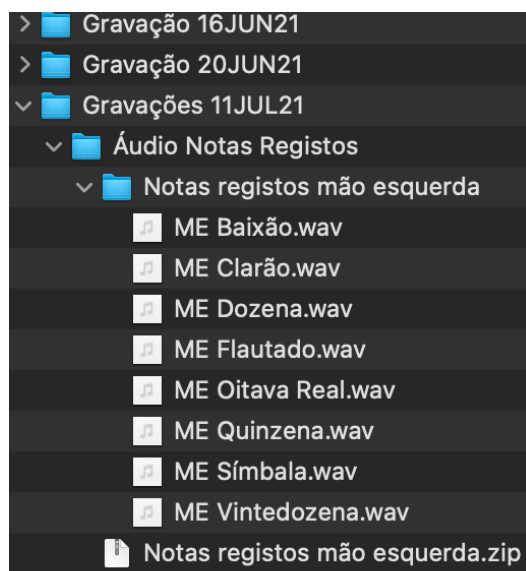 Gravação 16JUN21
Gravação 20JUN21
Gravações 11JUL21
Áudio Notas Registos
Notas registos mão esquerda
ME Baixão.wav
ME Clarão.wav
ME Dozena.wav
ME Flautado.wav
ME Oitava Real.wav
ME Quinzena.wav
ME Símbala.wav
ME Vintedozena.wav
Notas registos mão esquerda.zip